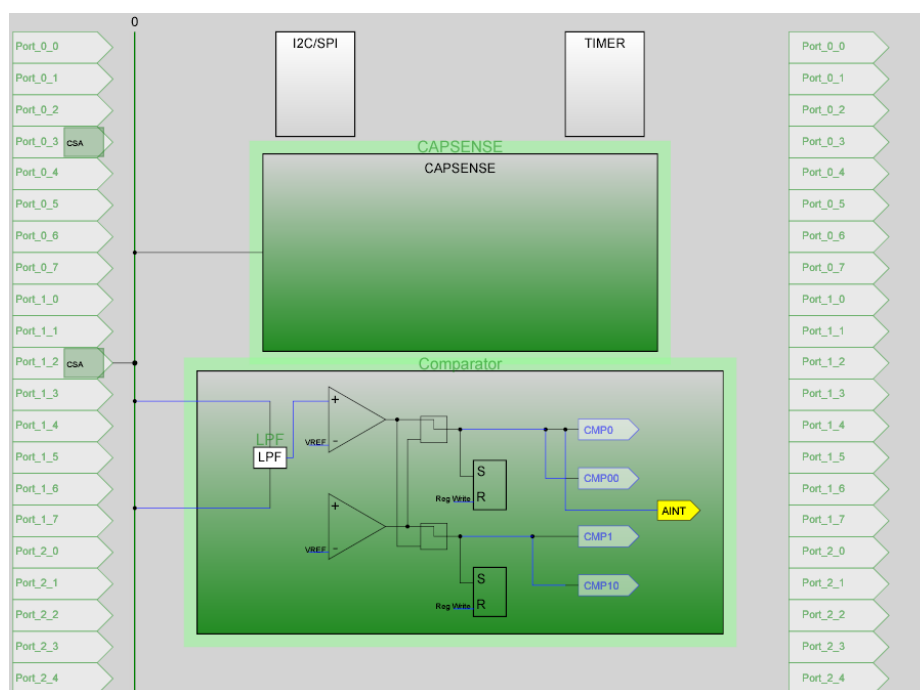 0
Port_0_0
Port_0_1
Port_0_2
Port_0_3 CSA
Port_0_4
Port_0_5
Port_0_6
Port_0_7
Port_1_0
Port_1_1
Port_1_2 CSA
Port_1_3
Port_1_4
Port_1_5
Port_1_6
Port_1_7
Port_2_0
Port_2_1
Port_2_2
Port_2_3
Port_2_4
I2C/SPI
TIMER
CAPSENSE
CAPSENSE
Comparator
LPF
LPF
+
VREF -
S
Reg Write R
CMP0
CMP00
AINT
+
VREF -
S
Reg Write R
CMP1
CMP10
Port_0_0
Port_0_1
Port_0_2
Port_0_3
Port_0_4
Port_0_5
Port_0_6
Port_0_7
Port_1_0
Port_1_1
Port_1_2
Port_1_3
Port_1_4
Port_1_5
Port_1_6
Port_1_7
Port_2_0
Port_2_1
Port_2_2
Port_2_3
Port_2_4